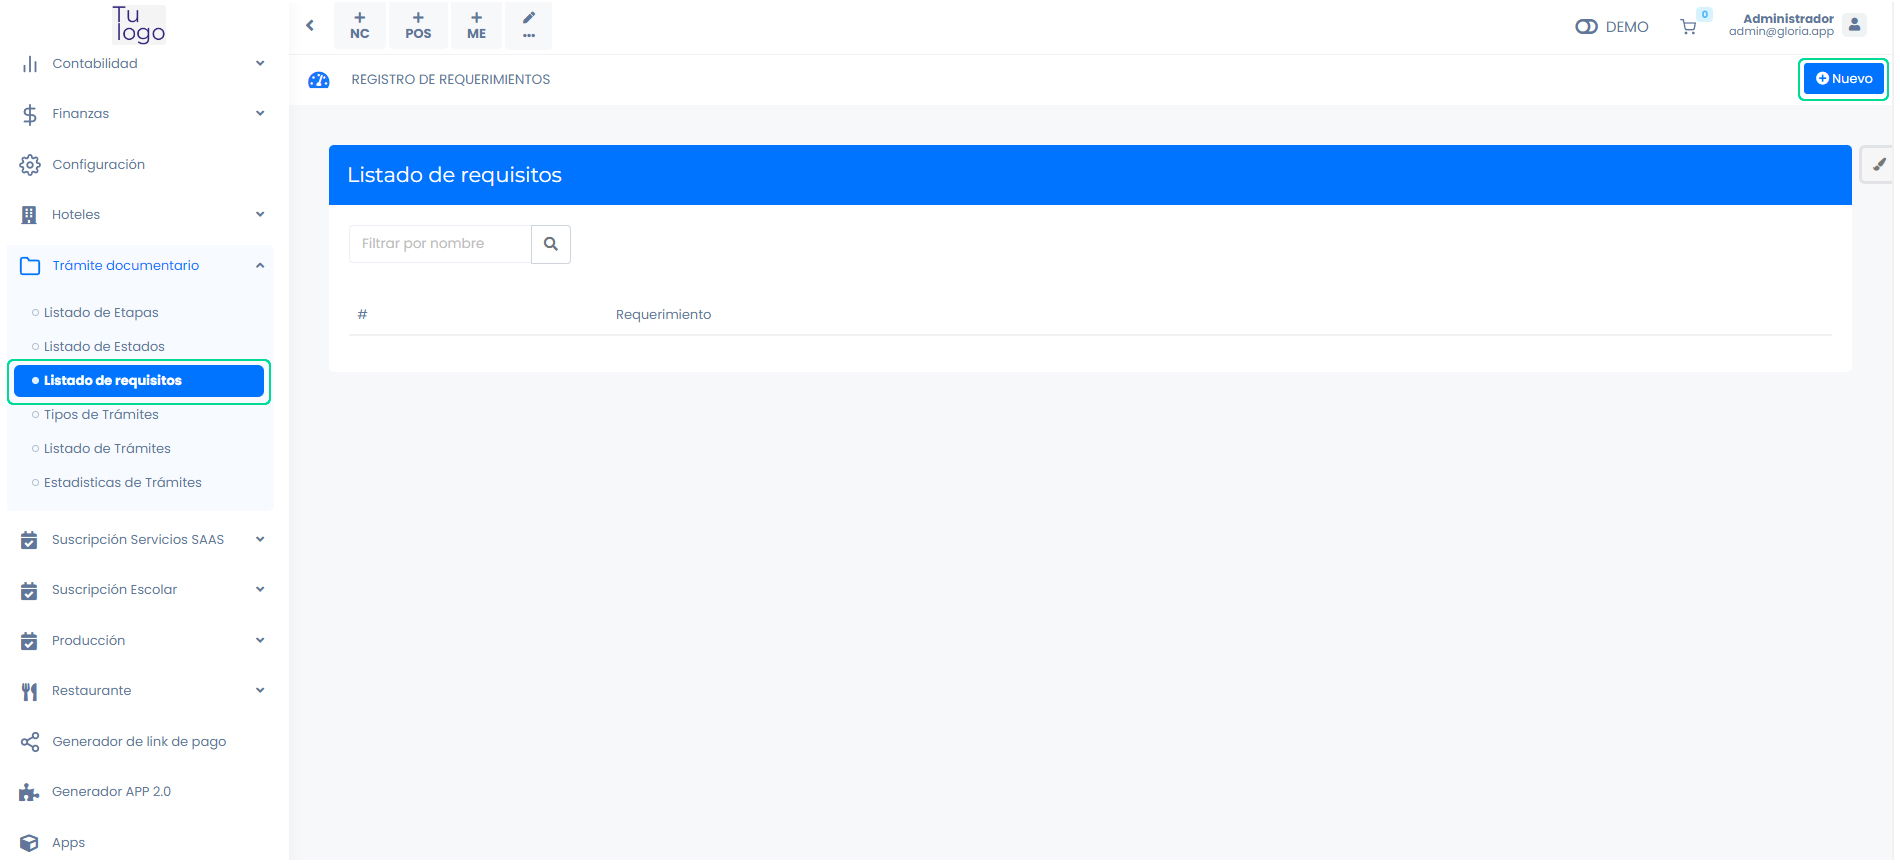 Tu
logo
Contabilidad
Finanzas
Configuración
Hoteles
Trámite documentario
Listado de Etapas
Listado de Estados
Listado de requisitos
Tipos de Trámites
Listado de Trámites
Estadisticas de Trámites
Suscripción Servicios SAAS
Suscripción Escolar
Producción
Restaurante
Generador de link de pago
Generador APP 2.0
Apps
+ NC
+ POS
+ ME
...
DEMO
0
Administrador
admin@gloria.app
REGISTRO DE REQUERIMIENTOS
Nuevo
Listado de requisitos
Filtrar por nombre
# Requerimiento